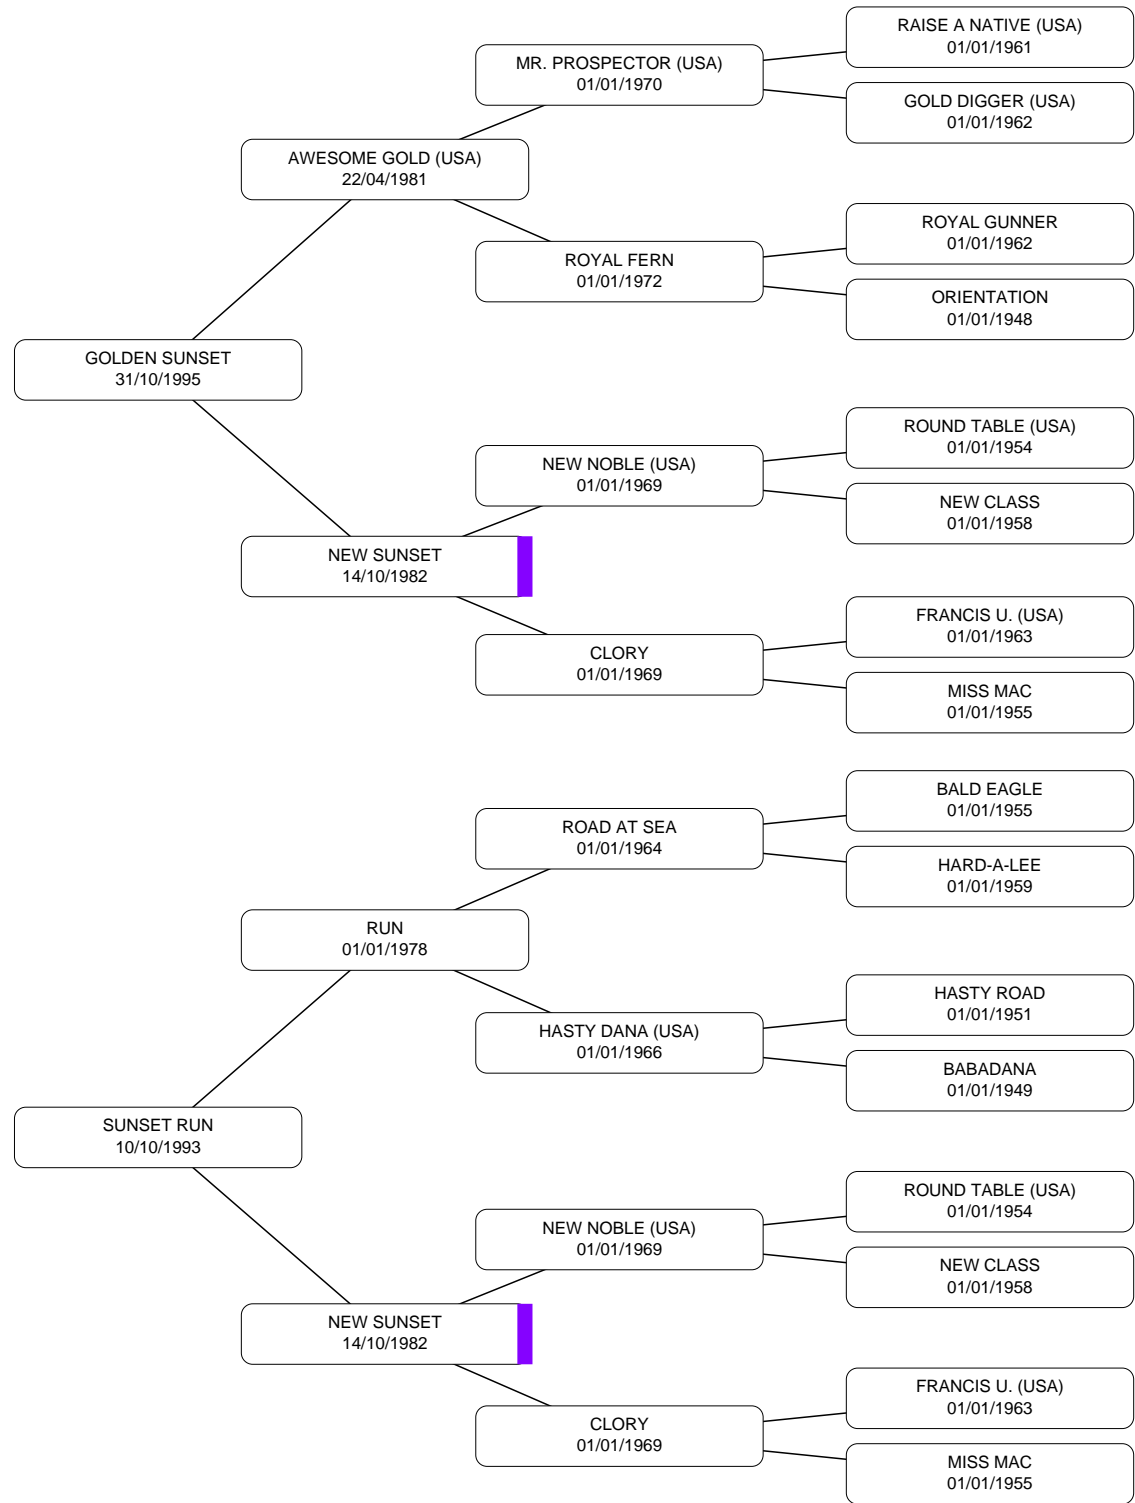 RAISE A NATIVE (USA)
01/01/1961
MR. PROSPECTOR (USA)
01/01/1970
GOLD DIGGER (USA)
01/01/1962
AWESOME GOLD (USA)
22/04/1981
ROYAL GUNNER
01/01/1962
ROYAL FERN
01/01/1972
ORIENTATION
01/01/1948
GOLDEN SUNSET
31/10/1995
ROUND TABLE (USA)
01/01/1954
NEW NOBLE (USA)
01/01/1969
NEW CLASS
01/01/1958
NEW SUNSET
14/10/1982
FRANCIS U. (USA)
01/01/1963
CLORY
01/01/1969
MISS MAC
01/01/1955
BALD EAGLE
01/01/1955
ROAD AT SEA
01/01/1964
HARD-A-LEE
01/01/1959
RUN
01/01/1978
HASTY ROAD
01/01/1951
HASTY DANA (USA)
01/01/1966
BABADANA
01/01/1949
SUNSET RUN
10/10/1993
ROUND TABLE (USA)
01/01/1954
NEW NOBLE (USA)
01/01/1969
NEW CLASS
01/01/1958
NEW SUNSET
14/10/1982
FRANCIS U. (USA)
01/01/1963
CLORY
01/01/1969
MISS MAC
01/01/1955